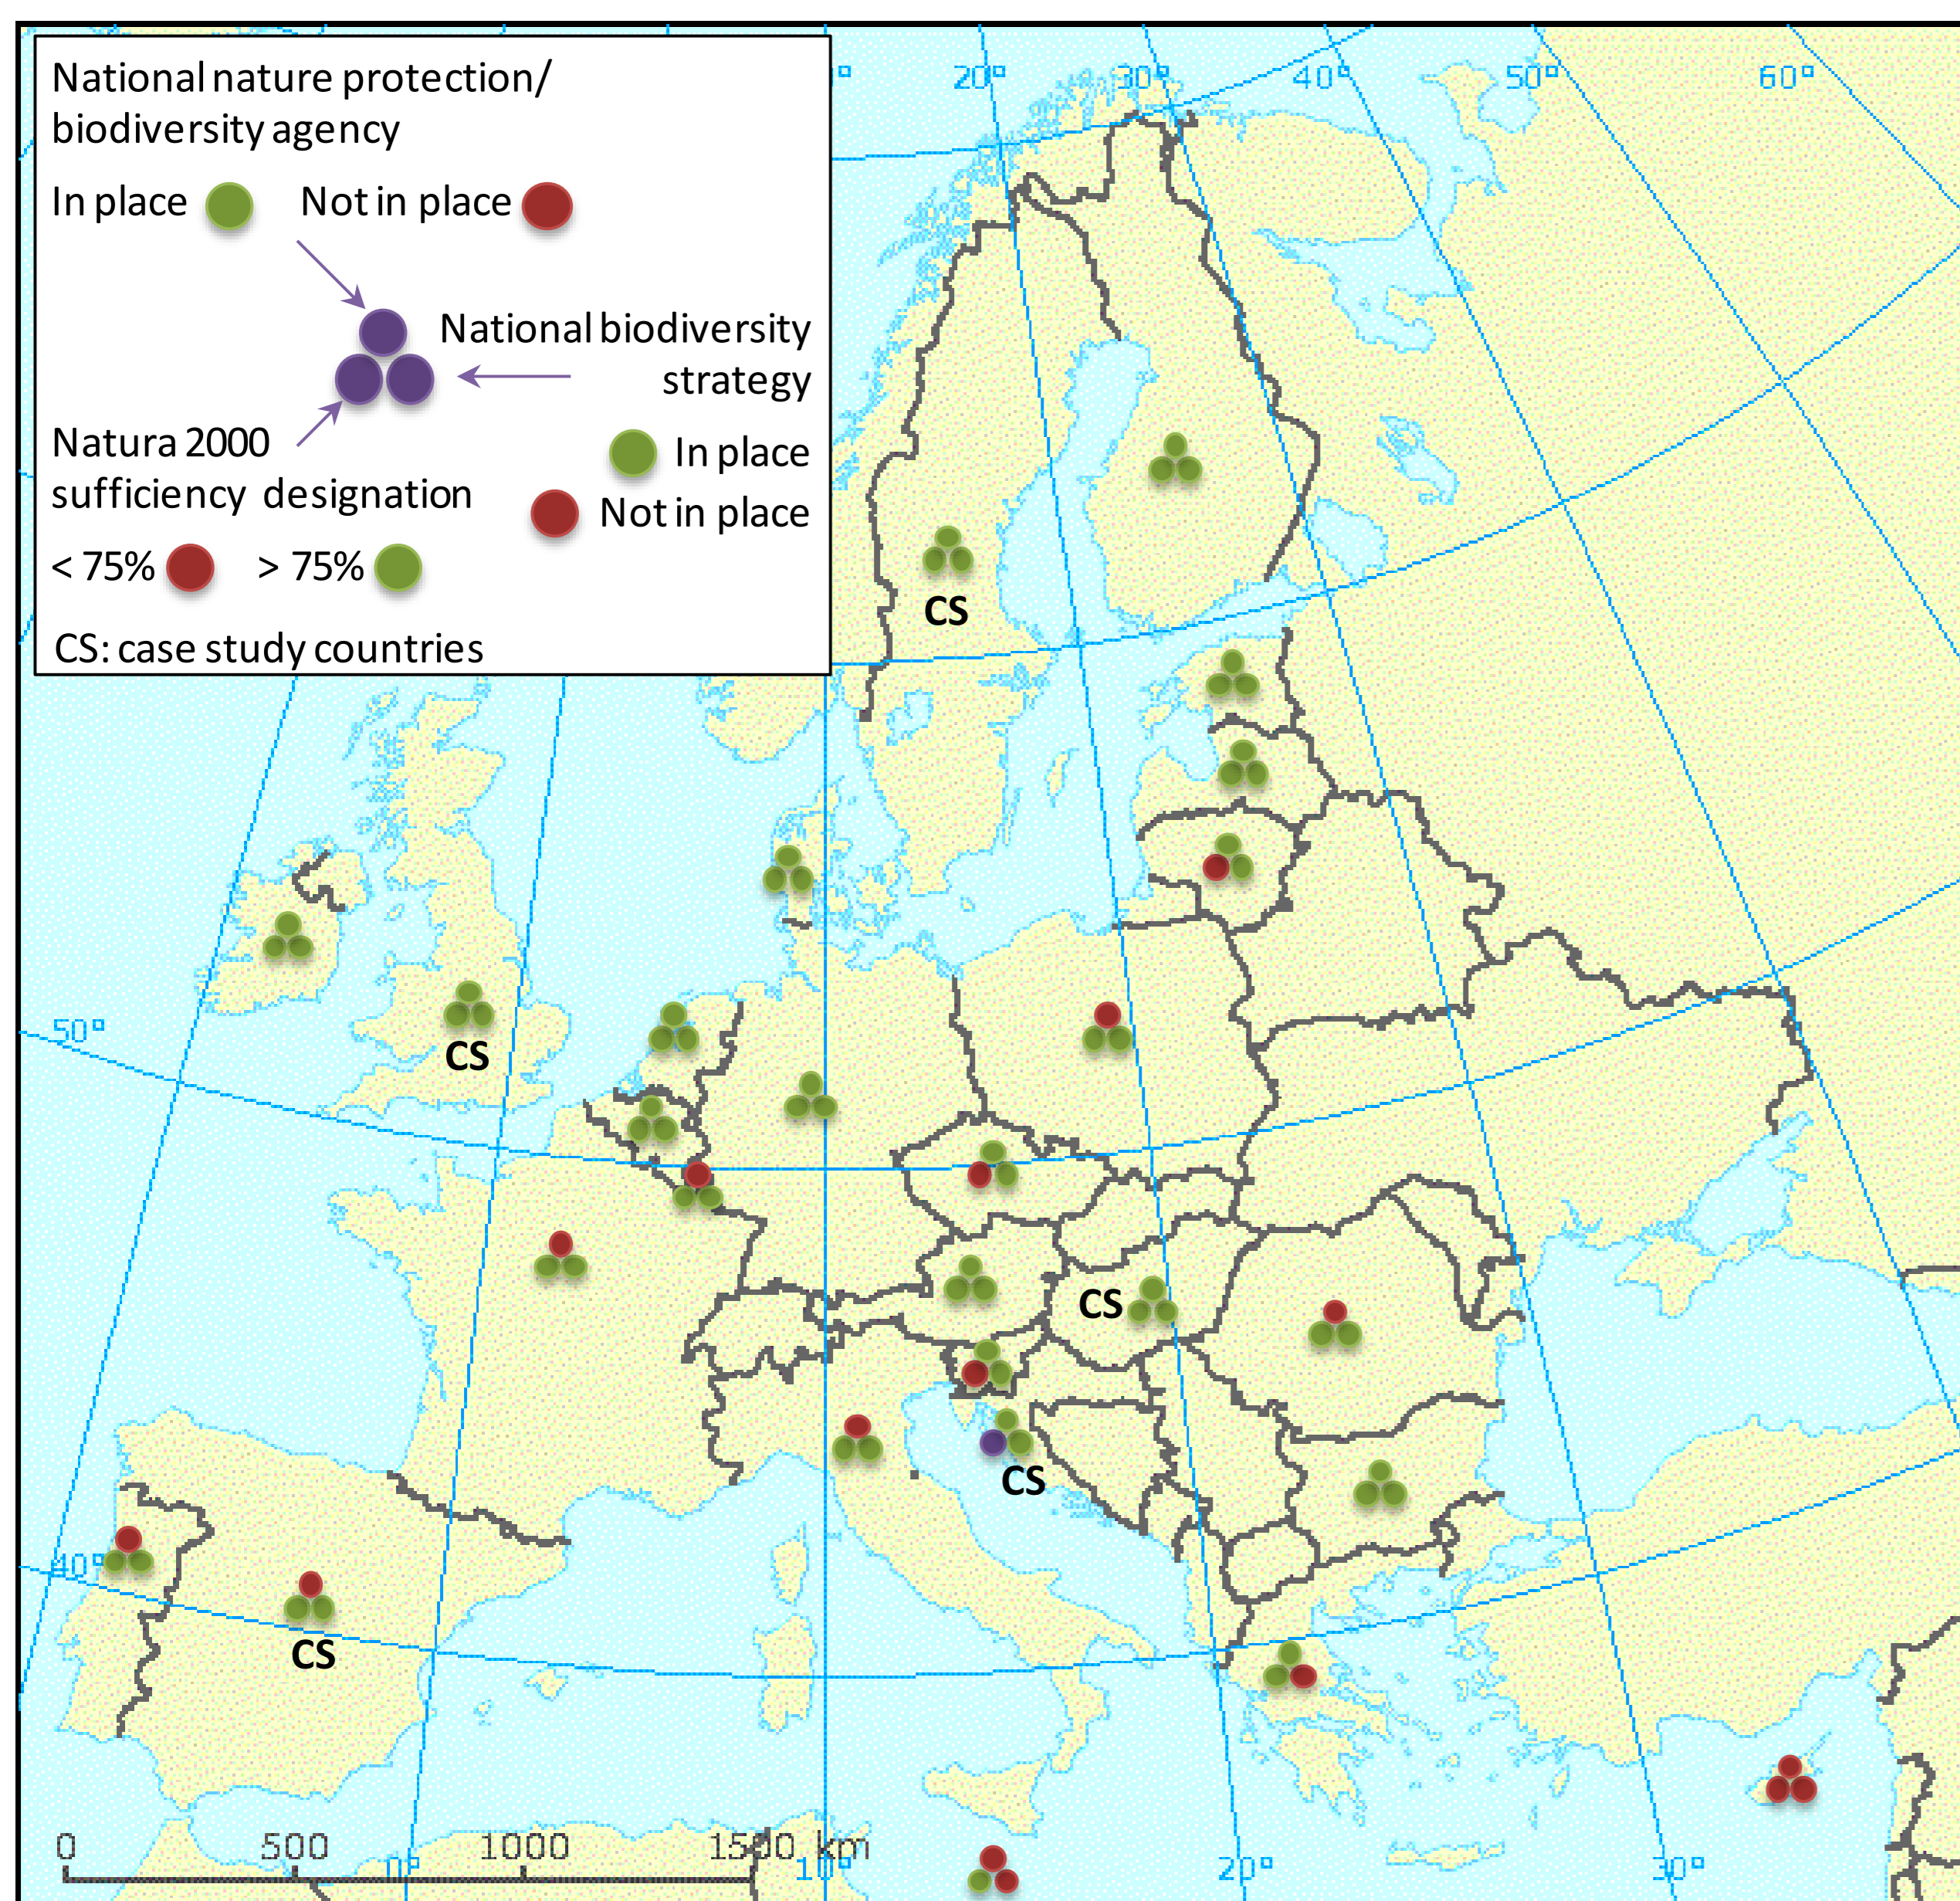 National nature protection/
biodiversity agency
In place
Not in place
National biodiversity
strategy
Natura 2000
sufficiency designation
In place
Not in place
< 75%
> 75%
CS: case study countries
20°
30°
40°
50°
60°
CS
50°
CS
CS
CS
40°
CS
0
500
1000
1500 km
0°
10°
20°
30°